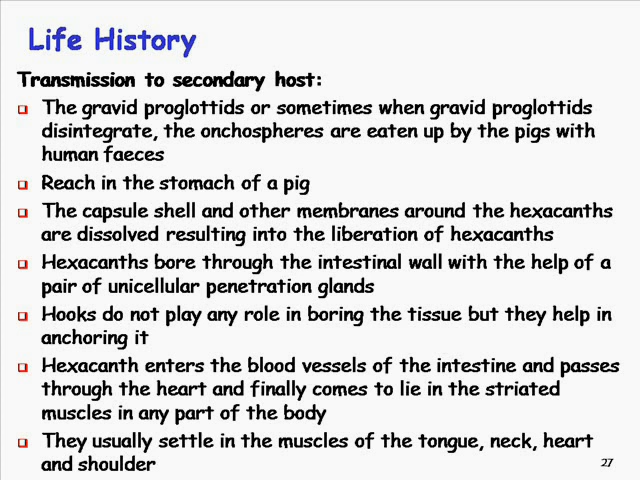 Life History
Transmission to secondary host:
The gravid proglottids or sometimes when gravid proglottids
disintegrate, the onchospheres are eaten up by the pigs with
human faeces
Reach in the stomach of a pig
The capsule shell and other membranes around the hexacanths
are dissolved resulting into the liberation of hexacanths
Hexacanths bore through the intestinal wall with the help of a
pair of unicellular penetration glands
Hooks do not play any role in boring the tissue but they help in
anchoring it
Hexacanth enters the blood vessels of the intestine and passes
through the heart and finally comes to lie in the striated
muscles in any part of the body
They usually settle in the muscles of the tongue, neck, heart
and shoulder
27